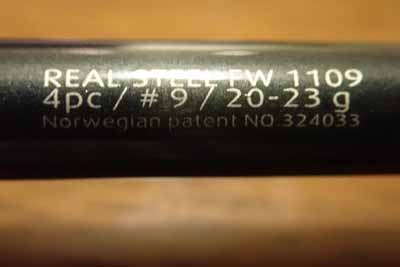 REAL STEEL FW 1109
4pc / # 9 / 20-23 g
Norwegian patent NO.324033